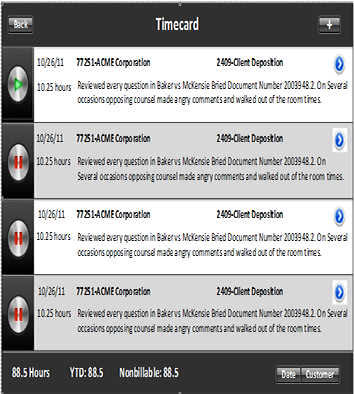 Back Timecard +
10/26/11 77251-ACME Corporation 2409-Client Deposition
10.25 hours Reviewed every question in Baker vs McKensie Bried Document Number 2003948.2. On Several
occasions opposing counsel made angry comments and walked out of the room times.
10/26/11 77251-ACME Corporation 2409-Client Deposition
10.25 hours Reviewed every question in Baker vs McKensie Bried Document Number 2003948.2. On
Several occasions opposing counsel made angry comments and walked out of the room times.
10/26/11 77251-ACME Corporation 2409-Client Deposition
10.25 hours Reviewed every question in Baker vs McKensie Bried Document Number 2003948.2. On Several
occasions opposing counsel made angry comments and walked out of the room times.
10/26/11 77251-ACME Corporation 2409-Client Deposition
10.25 hours Reviewed every question in Baker vs McKensie Bried Document Number 2003948.2. On Several
occasions opposing counsel made angry comments and walked out of the room times.
88.5 Hours YTD: 88.5 Nonbillable: 88.5 Date Customer